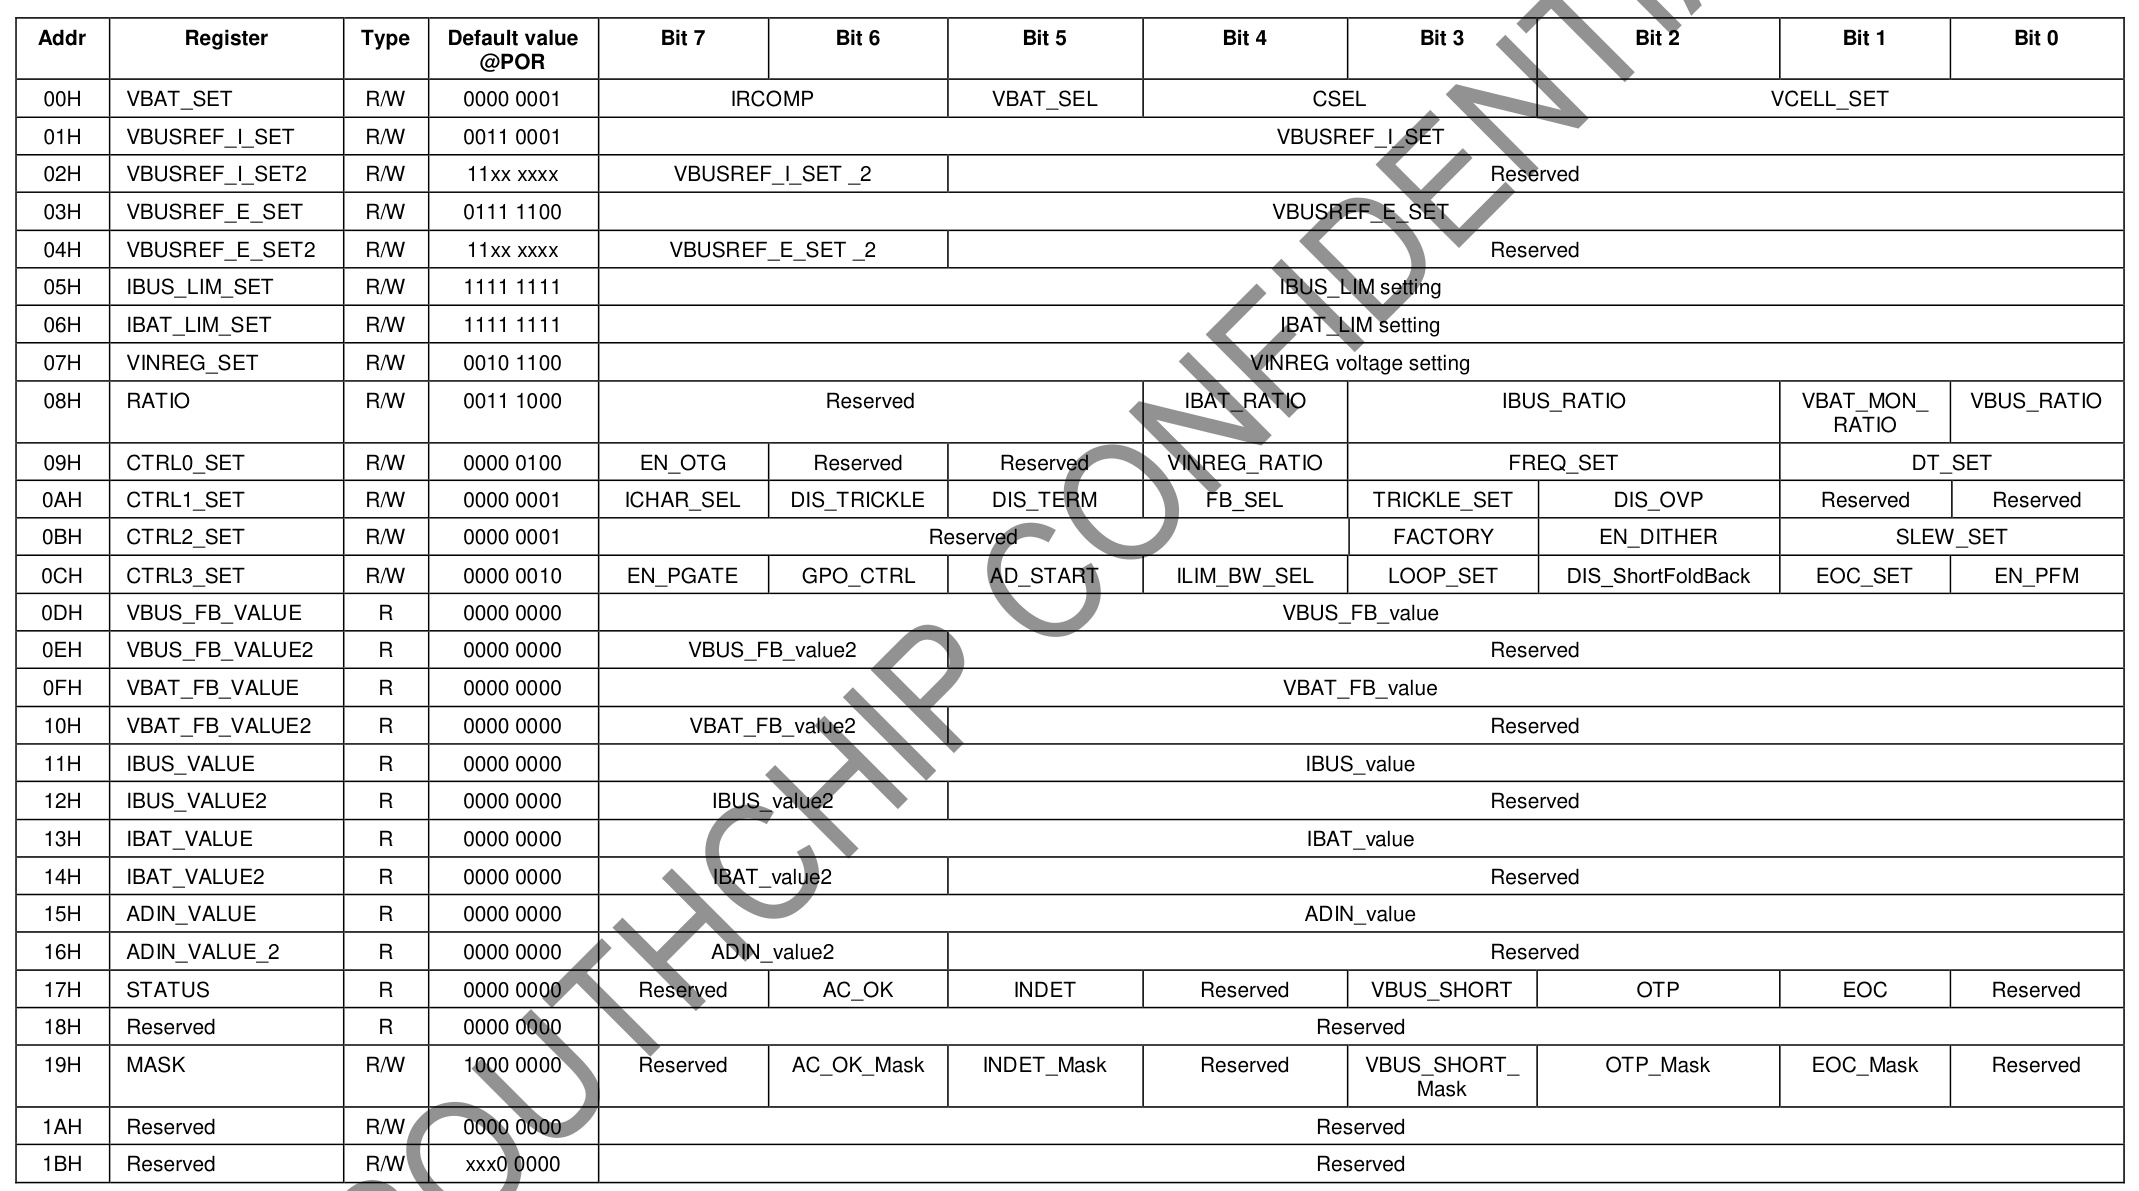 Addr Register Type Default value @POR Bit 7 Bit 6 Bit 5 Bit 4 Bit 3 Bit 2 Bit 1 Bit 0
00H VBAT_SET R/W 0000 0001 IRCOMP VBAT_SEL CSEL VCELL_SET
01H VBUSREF_I_SET R/W 0011 0001 VBUSREF_I_SET
02H VBUSREF_I_SET2 R/W 11xx xxxx VBUSREF_I_SET _2 Reserved
03H VBUSREF_E_SET R/W 0111 1100 VBUSREF_E_SET
04H VBUSREF_E_SET2 R/W 11xx xxxx VBUSREF_E_SET _2 Reserved
05H IBUS_LIM_SET R/W 1111 1111 IBUS_LIM setting
06H IBAT_LIM_SET R/W 1111 1111 IBAT_LIM setting
07H VINREG_SET R/W 0010 1100 VINREG voltage setting
08H RATIO R/W 0011 1000 Reserved IBAT_RATIO IBUS_RATIO VBAT_MON_ RATIO VBUS_RATIO
09H CTRL0_SET R/W 0000 0100 EN_OTG Reserved Reserved VINREG_RATIO FREQ_SET DT_SET
0AH CTRL1_SET R/W 0000 0001 ICHAR_SEL DIS_TRICKLE DIS_TERM FB_SEL TRICKLE_SET DIS_OVP Reserved Reserved
0BH CTRL2_SET R/W 0000 0001 Reserved FACTORY EN_DITHER SLEW_SET
0CH CTRL3_SET R/W 0000 0010 EN_PGATE GPO_CTRL AD_START ILIM_BW_SEL LOOP_SET DIS_ShortFoldBack EOC_SET EN_PFM
0DH VBUS_FB_VALUE R 0000 0000 VBUS_FB_value
0EH VBUS_FB_VALUE2 R 0000 0000 VBUS_FB_value2 Reserved
0FH VBAT_FB_VALUE R 0000 0000 VBAT_FB_value
10H VBAT_FB_VALUE2 R 0000 0000 VBAT_FB_value2 Reserved
11H IBUS_VALUE R 0000 0000 IBUS_value
12H IBUS_VALUE2 R 0000 0000 IBUS_value2 Reserved
13H IBAT_VALUE R 0000 0000 IBAT_value
14H IBAT_VALUE2 R 0000 0000 IBAT_value2 Reserved
15H ADIN_VALUE R 0000 0000 ADIN_value
16H ADIN_VALUE_2 R 0000 0000 ADIN_value2 Reserved
17H STATUS R 0000 0000 Reserved AC_OK INDET Reserved VBUS_SHORT OTP EOC Reserved
18H Reserved R 0000 0000 Reserved
19H MASK R/W 1000 0000 Reserved AC_OK_Mask INDET_Mask Reserved VBUS_SHORT_ Mask OTP_Mask EOC_Mask Reserved
1AH Reserved R/W 0000 0000 Reserved
1BH Reserved R/W xxx0 0000 Reserved
OUTHCHIP CONFIDENTIA